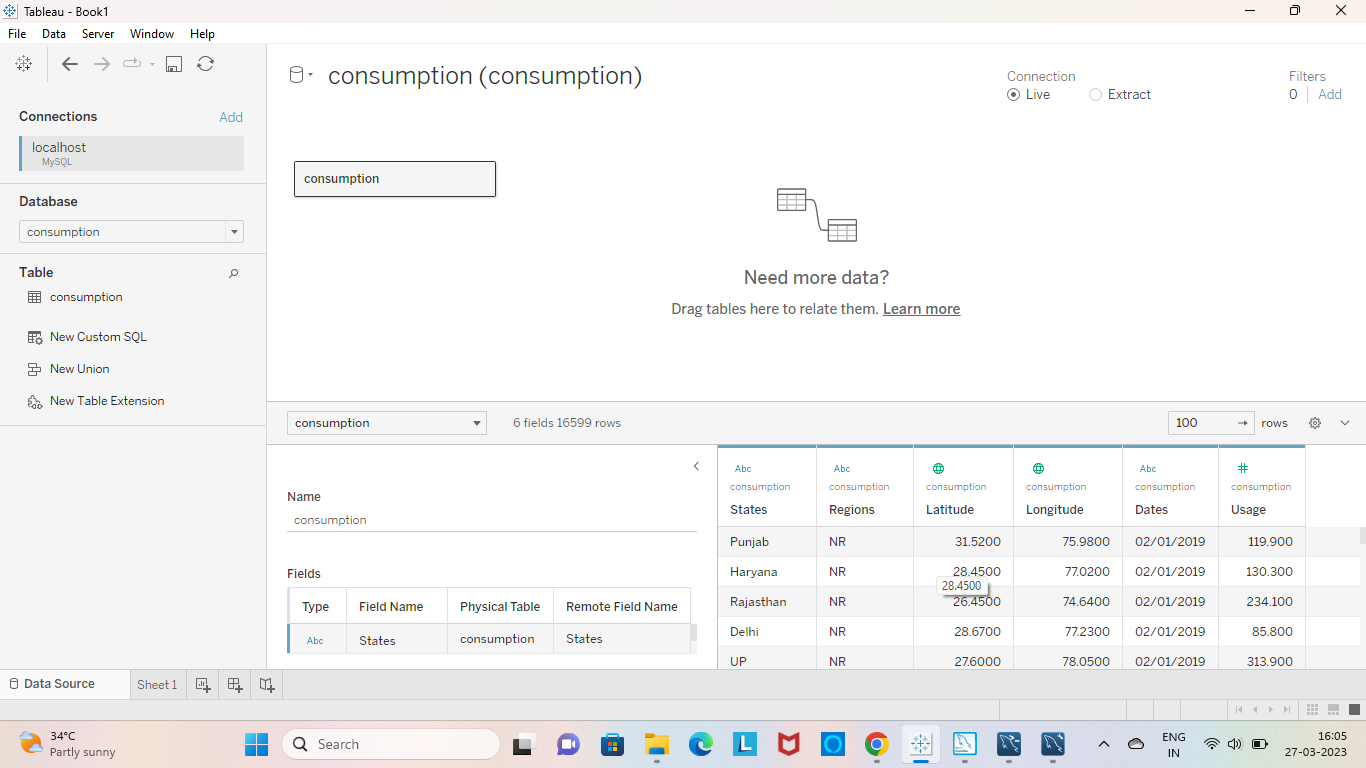 Tableau - Book1
File Data Server Window Help
Connections Add
localhost
MySQL
Database
consumption
Table
consumption
New Custom SQL
New Union
New Table Extension
consumption (consumption)
Connection
Live Extract
Filters
0 Add
consumption
Need more data?
Drag tables here to relate them. Learn more
consumption 6 fields 16599 rows 100 rows
Name
consumption
Fields
Type Field Name Physical Table Remote Field Name
Abc States consumption States
Abc Abc Abc #
consumption consumption consumption consumption consumption consumption
States Regions Latitude Longitude Dates Usage
Punjab NR 31.5200 75.9800 02/01/2019 119.900
Haryana NR 28.4500 77.0200 02/01/2019 130.300
28.4500
Rajasthan NR 26.4500 74.6400 02/01/2019 234.100
Delhi NR 28.6700 77.2300 02/01/2019 85.800
UP NR 27.6000 78.0500 02/01/2019 313.900
Data Source Sheet 1
34°C
Partly sunny
Search
L
ENG
IN
16:05
27-03-2023